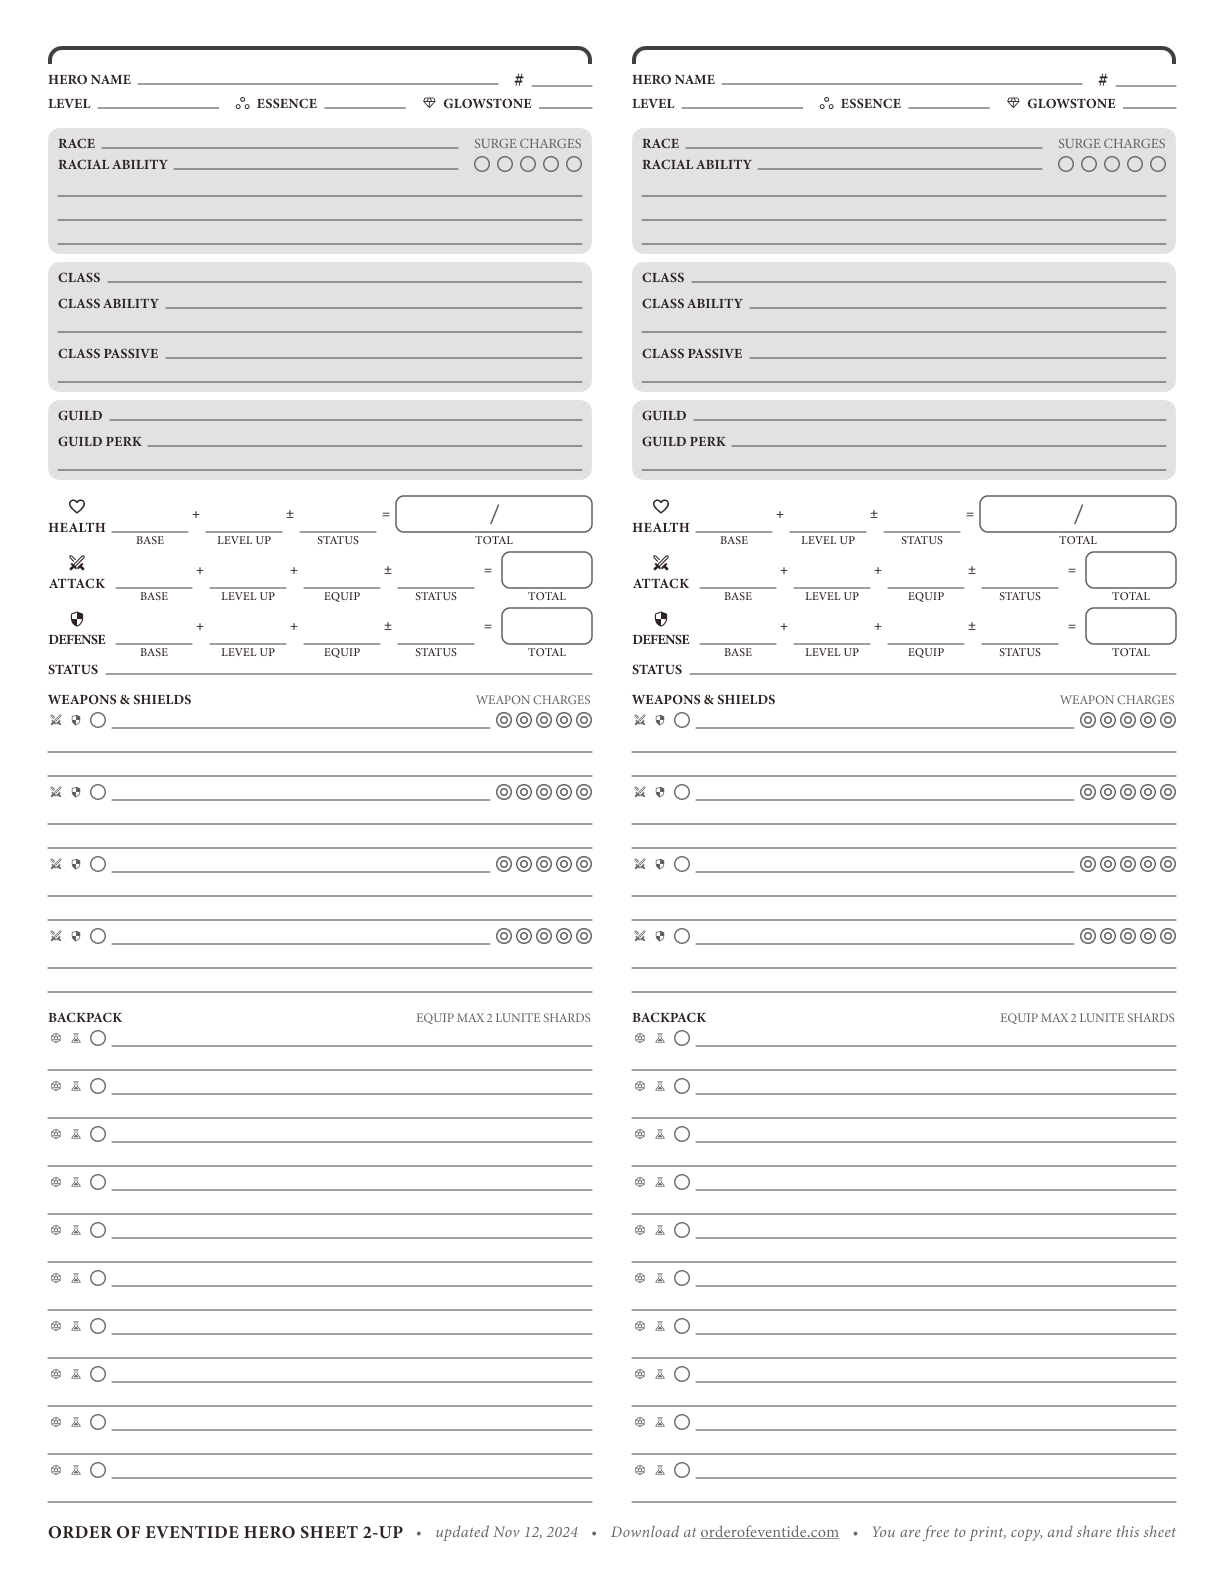 HERO NAME #
LEVEL ESSENCE GLOWSTONE
RACE SURGE CHARGES
RACIAL ABILITY
CLASS
CLASS ABILITY
CLASS PASSIVE
GUILD
GUILD PERK
+ ± = /
HEALTH
BASE LEVEL UP STATUS TOTAL
+ + ± =
ATTACK
BASE LEVEL UP EQUIP STATUS TOTAL
+ + ± =
DEFENSE
BASE LEVEL UP EQUIP STATUS TOTAL
STATUS
WEAPONS & SHIELDS WEAPON CHARGES
BACKPACK EQUIP MAX 2 LUNITE SHARDS
HERO NAME #
LEVEL ESSENCE GLOWSTONE
RACE SURGE CHARGES
RACIAL ABILITY
CLASS
CLASS ABILITY
CLASS PASSIVE
GUILD
GUILD PERK
+ ± = /
HEALTH
BASE LEVEL UP STATUS TOTAL
+ + ± =
ATTACK
BASE LEVEL UP EQUIP STATUS TOTAL
+ + ± =
DEFENSE
BASE LEVEL UP EQUIP STATUS TOTAL
STATUS
WEAPONS & SHIELDS WEAPON CHARGES
BACKPACK EQUIP MAX 2 LUNITE SHARDS
ORDER OF EVENTIDE HERO SHEET 2-UP • updated Nov 12, 2024 • Download at orderofeventide.com • You are free to print, copy, and share this sheet